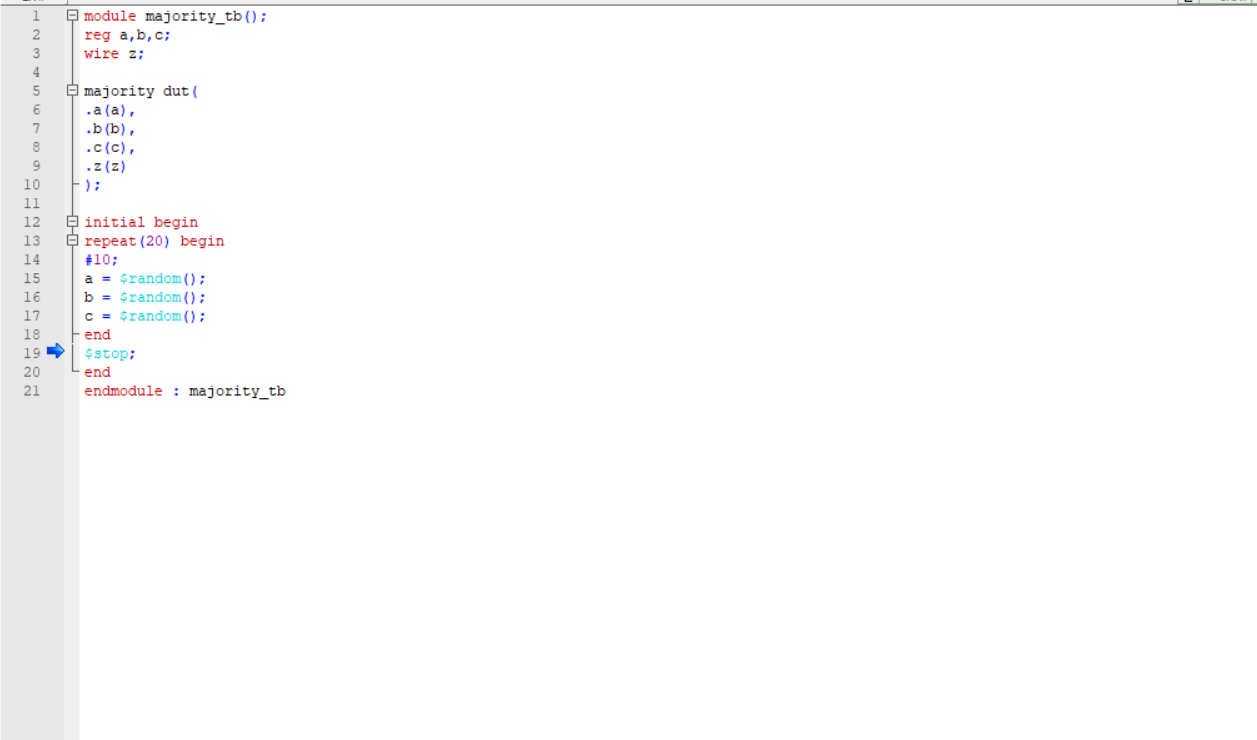 1 module majority_tb();
2 reg a,b,c;
3 wire z;
4
5 majority dut(
6 .a(a),
7 .b(b),
8 .c(c),
9 .z(z)
10 );
11
12 initial begin
13 repeat(20) begin
14 #10;
15 a = $random();
16 b = $random();
17 c = $random();
18 end
19 $stop;
20 end
21 endmodule : majority_tb